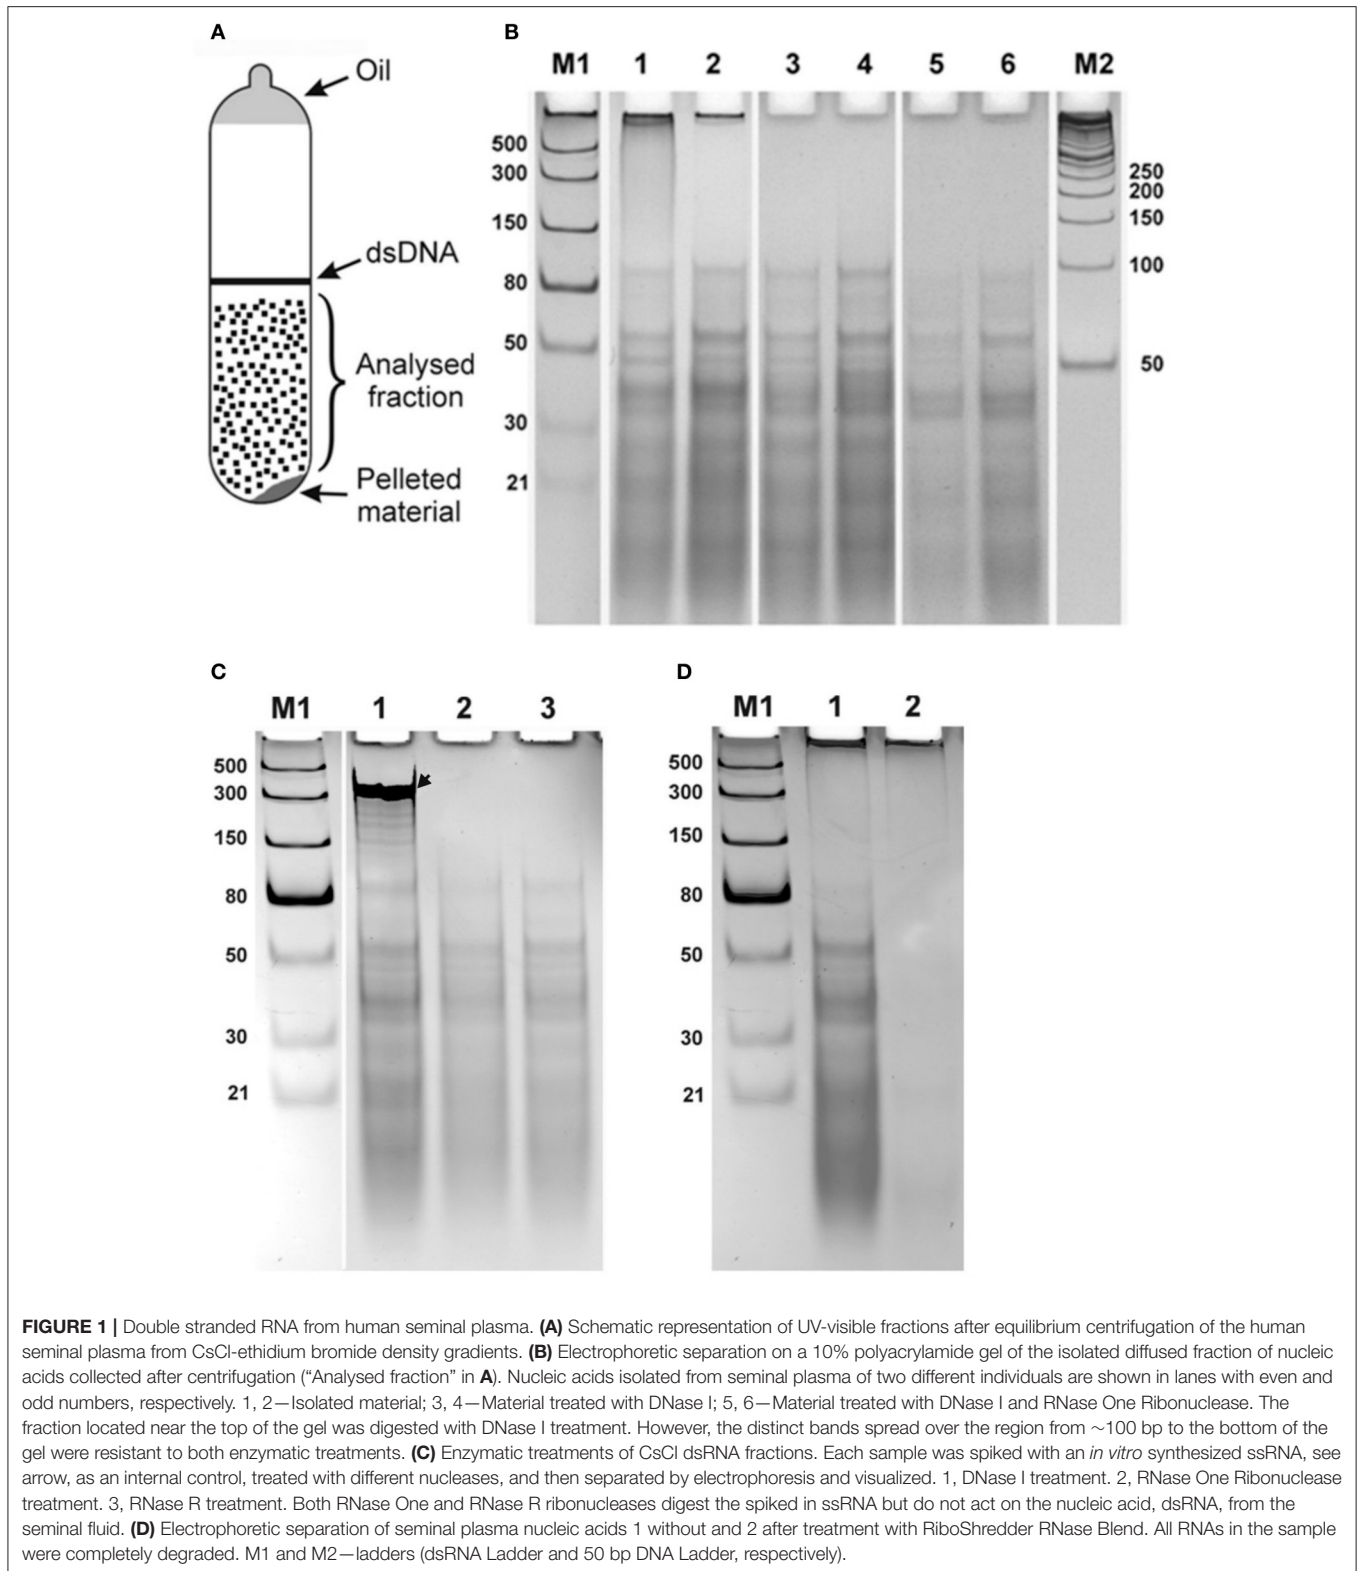 A
Oil
dsDNA
Analysed
fraction
Pelleted
material
B
M1 1 2 3 4 5 6 M2
500
300
150
80
50
30
21
250
200
150
100
50
C
M1 1 2 3
500
300
150
80
50
30
21
D
M1 1 2
500
300
150
80
50
30
21
FIGURE 1 | Double stranded RNA from human seminal plasma. (A) Schematic representation of UV-visible fractions after equilibrium centrifugation of the human
seminal plasma from CsCl-ethidium bromide density gradients. (B) Electrophoretic separation on a 10% polyacrylamide gel of the isolated diffused fraction of nucleic
acids collected after centrifugation (“Analysed fraction” in A). Nucleic acids isolated from seminal plasma of two different individuals are shown in lanes with even and
odd numbers, respectively. 1, 2—Isolated material; 3, 4—Material treated with DNase I; 5, 6—Material treated with DNase I and RNase One Ribonuclease. The
fraction located near the top of the gel was digested with DNase I treatment. However, the distinct bands spread over the region from ∼100 bp to the bottom of the
gel were resistant to both enzymatic treatments. (C) Enzymatic treatments of CsCl dsRNA fractions. Each sample was spiked with an in vitro synthesized ssRNA, see
arrow, as an internal control, treated with different nucleases, and then separated by electrophoresis and visualized. 1, DNase I treatment. 2, RNase One Ribonuclease
treatment. 3, RNase R treatment. Both RNase One and RNase R ribonucleases digest the spiked in ssRNA but do not act on the nucleic acid, dsRNA, from the
seminal fluid. (D) Electrophoretic separation of seminal plasma nucleic acids 1 without and 2 after treatment with RiboShredder RNase Blend. All RNAs in the sample
were completely degraded. M1 and M2—ladders (dsRNA Ladder and 50 bp DNA Ladder, respectively).